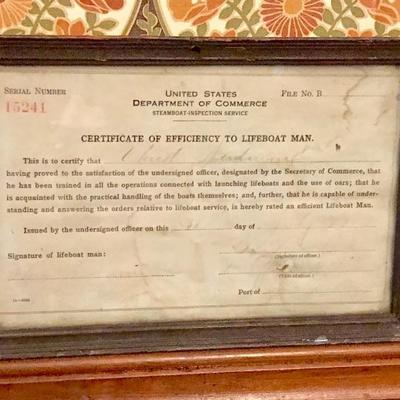 SERIAL NUMBER
15241
UNITED STATES
DEPARTMENT OF COMMERCE
STEAMBOAT-INSPECTION SERVICE
FILE NO. B
CERTIFICATE OF EFFICIENCY TO LIFEBOAT MAN.
This is to certify that
having proved to the satisfaction of the undersigned officer, designated by the Secretary of Commerce, that
he has been trained in all the operations connected with launching lifeboats and the use of oars; that he
is acquainted with the practical handling of the boats themselves; and, further, that he is capable of under-
standing and answering the orders relative to lifeboat service, is hereby rated an efficient Lifeboat Man.
Issued by the undersigned officer on this day of
(Signature of officer.)
Signature of lifeboat man:
(Title of officer.)
Port of